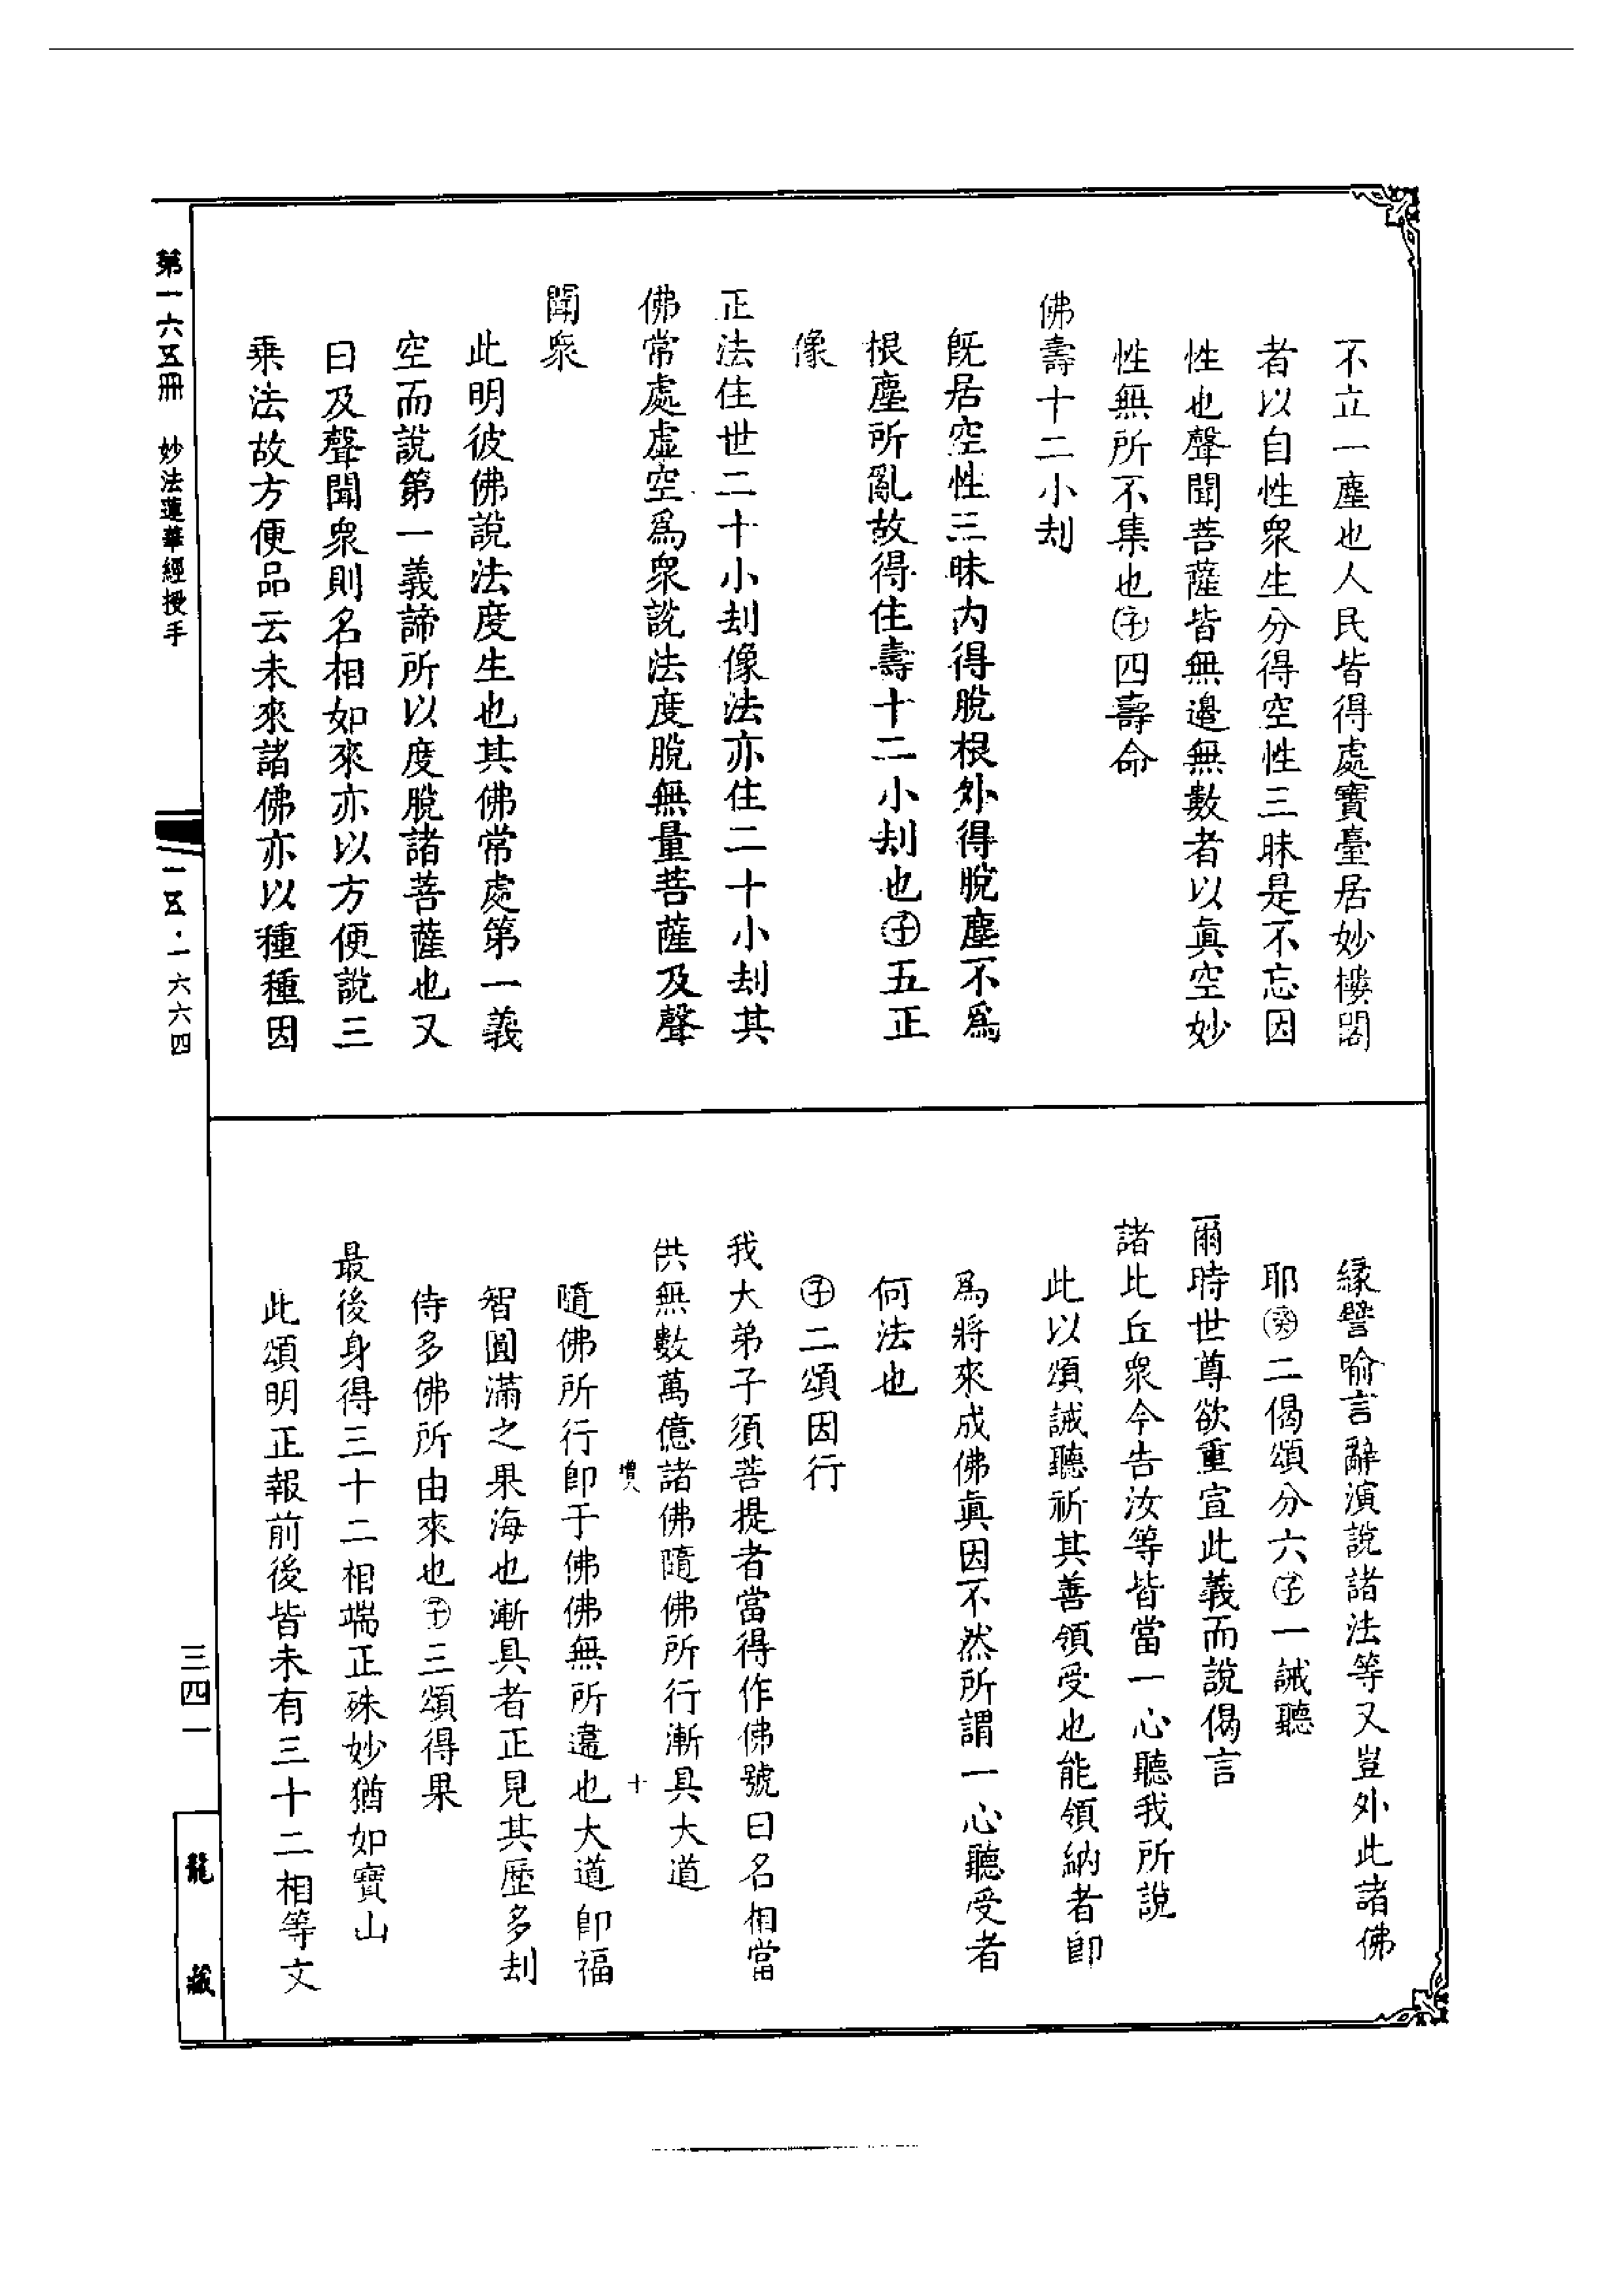 不立一塵也人民皆得處寶臺居妙樓閣
者以自性衆生分得空性三昧是不忘因
性也聲聞菩薩皆無邊無數者以眞空妙
性無所不集也㊉四壽命
佛壽十二小刼
旣居空性三昧内得脫根外得脫塵不爲
根塵所亂故得住壽十二小刼也子五正
像
正法住世二十小刼像法亦住二十小刼其
佛常處虛空爲衆說法度脫無量菩薩及聲
聞衆
此明彼佛說法度生也其佛常處第一義
空而說第一義諦所以度脫諸菩薩也又
曰及聲聞衆則名相如來亦以方便說三
乗法故方便品云未來諸佛亦以種種因
緣譬喻言辭演說諸法等又豈外此諸佛
耶二偈頌分六子一誡聽
爾時世尊欲重宣此義而說偈言
諸比丘衆今告汝等皆當一心聽我所說
此以頌誡聽祈其善領受也能領納者卽
爲將來成佛眞因不然所謂一心聽受者
何法也
子二頌因行
我大弟子須菩提者當得作佛號曰名相當
供無數萬億諸佛隨佛所行漸具大道
隨佛所行卽于佛佛無所違也大道卽福
智圓滿之果海也漸具者正見其歷多刼
侍多佛所由來也子三頌得果
最後身得三十二相端正殊妙猶如寶山
此頌明正報前後皆未有三十二相等文
十
第一六五冊 妙法蓮華經授手
一五·一六六四
三四一
龍藏